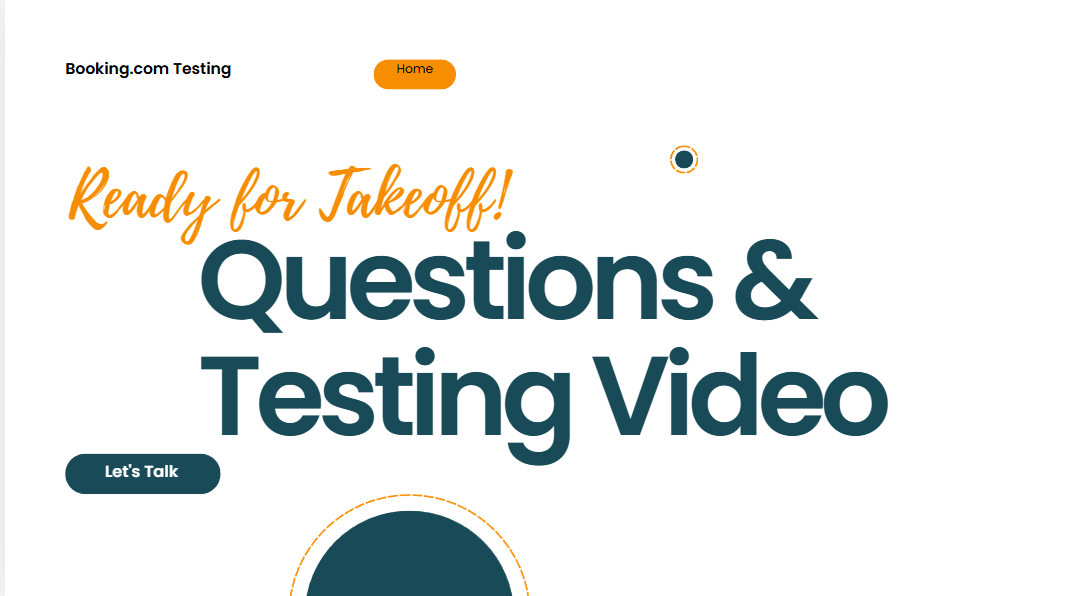 Booking.com Testing
Home
Ready for Takeoff!
Questions &
Testing Video
Let's Talk